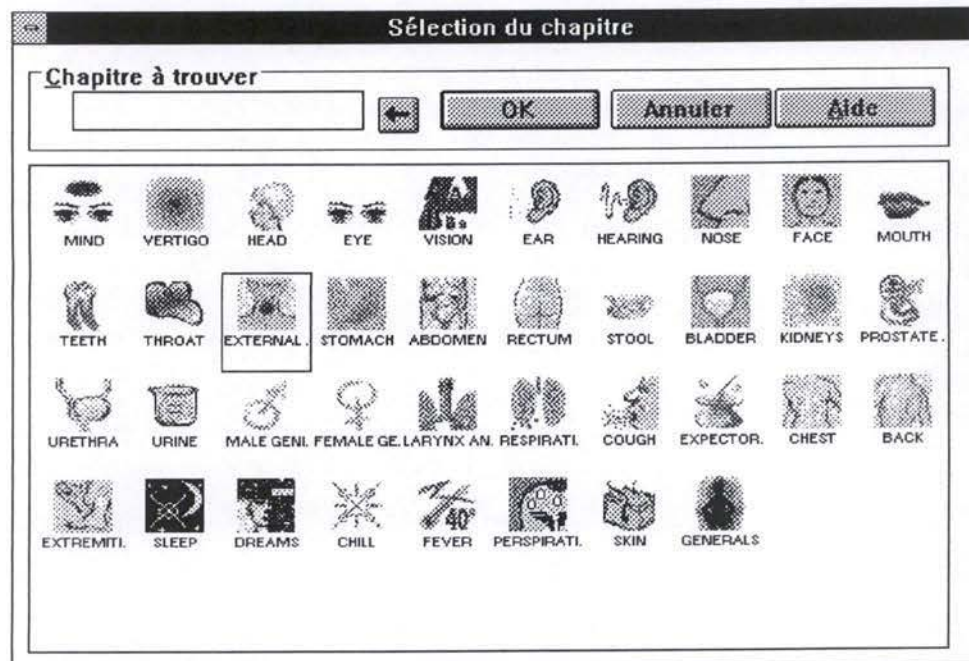 Sélection du chapitre
Chapitre à trouver
OK Annuler Aide
MIND VERTIGO HEAD EYE VISION EAR HEARING NOSE FACE MOUTH
TEETH THROAT EXTERNAL. STOMACH ABDOMEN RECTUM STOOL BLADDER KIDNEYS PROSTATE.
URETHRA URINE MALE GENI. FEMALE GE. LARYNX AN. RESPIRATI. COUGH EXPECTOR. CHEST BACK
40°
EXTREMITI. SLEEP DREAMS CHILL FEVER PERSPIRATI. SKIN GENERALS